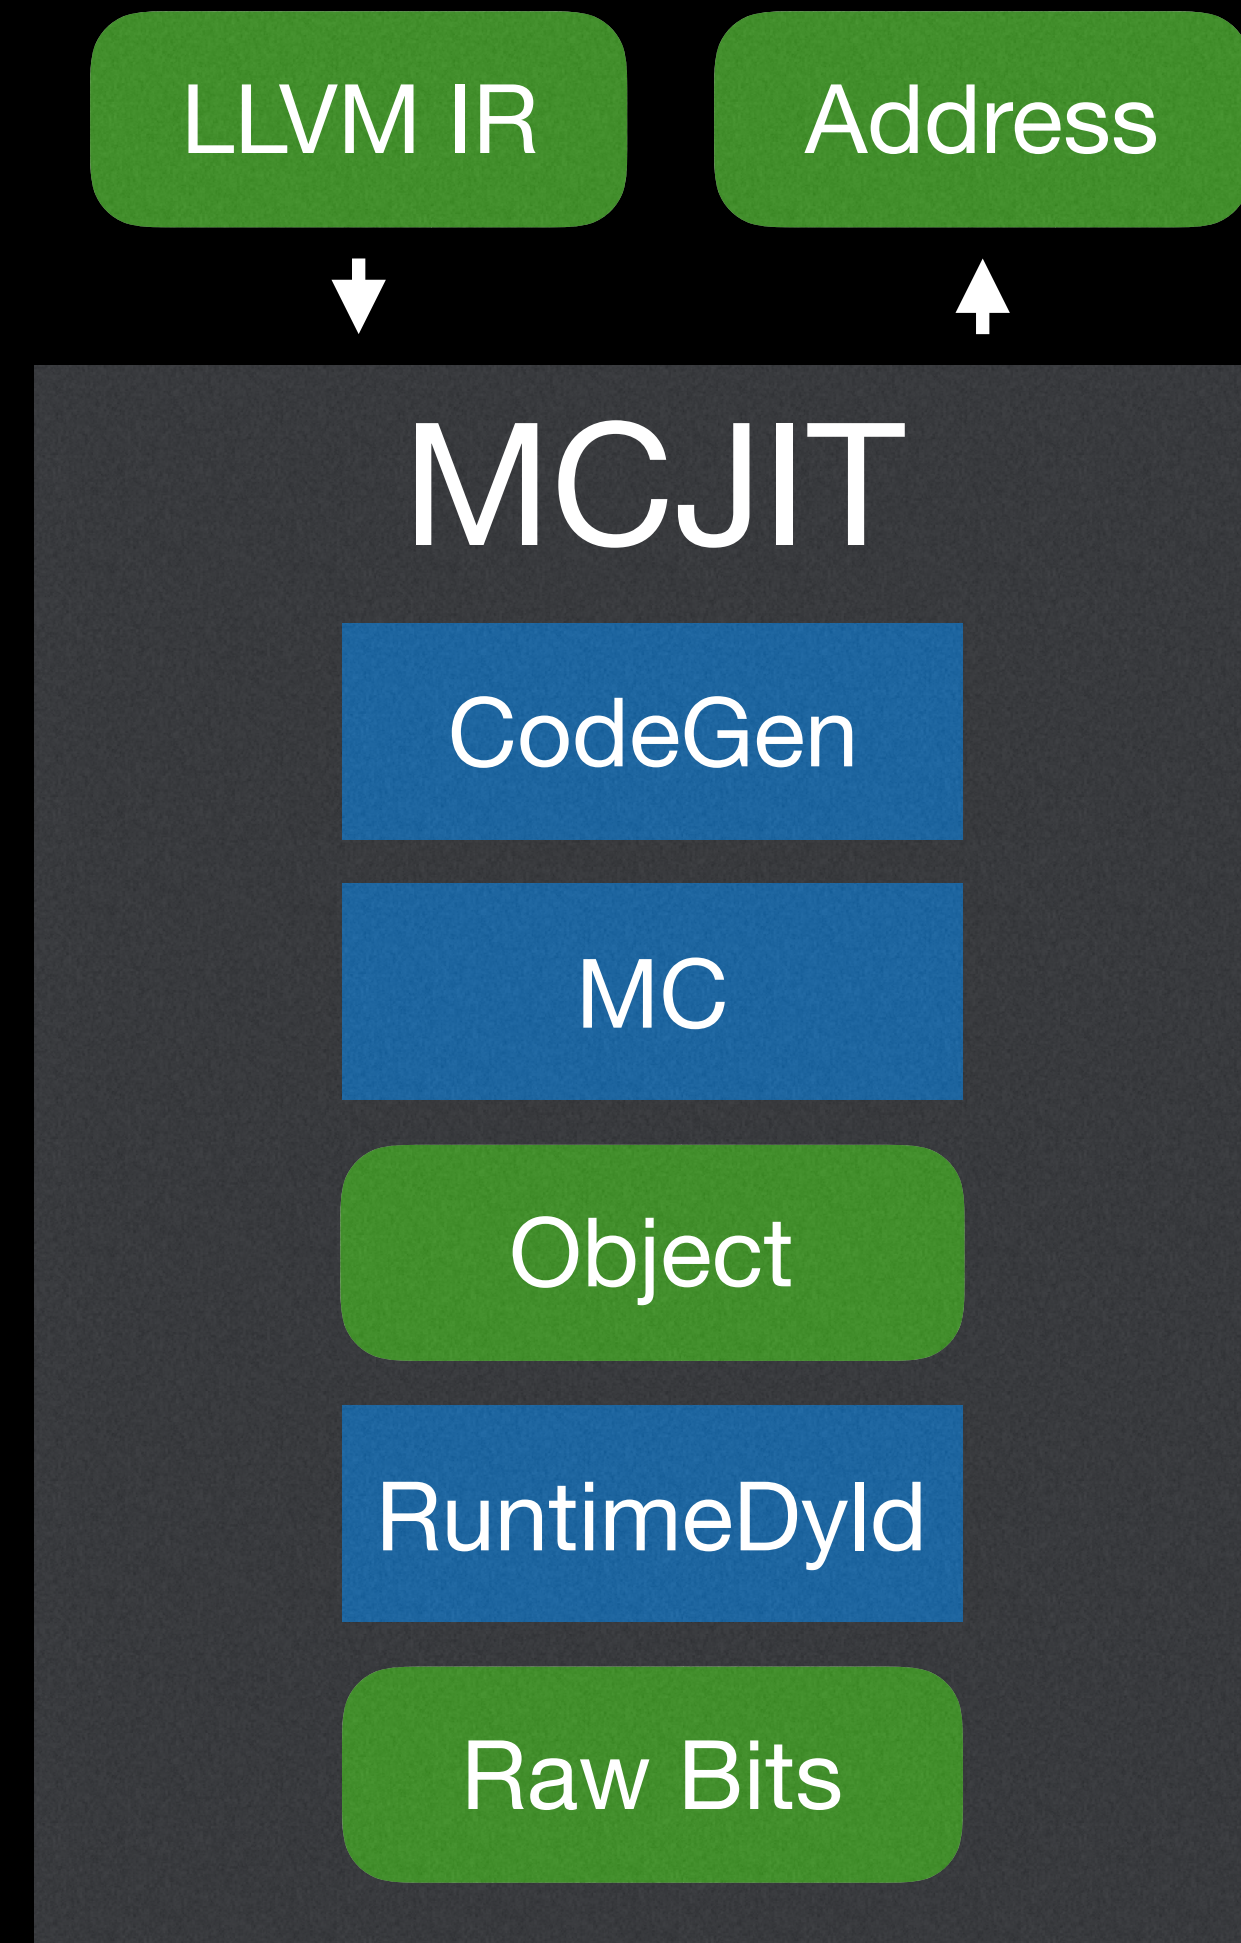 LLVM IR
Address
MCJIT
CodeGen
MC
Object
RuntimeDyld
Raw Bits